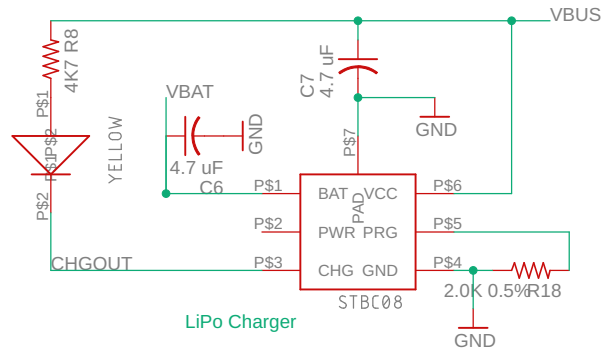 VBUS
4K7 R8
C7
4.7 uF
VBAT
P$1
GND
GND
P$2
P$1
YELLOW
P$7
4.7 uF
C6
P$1
BAT VCC
P$6
P$2
PAD
P$2
PWR PRG
P$5
CHGOUT
P$3
CHG GND
P$4
2.0K 0.5%
R18
STBC08
LiPo Charger
GND